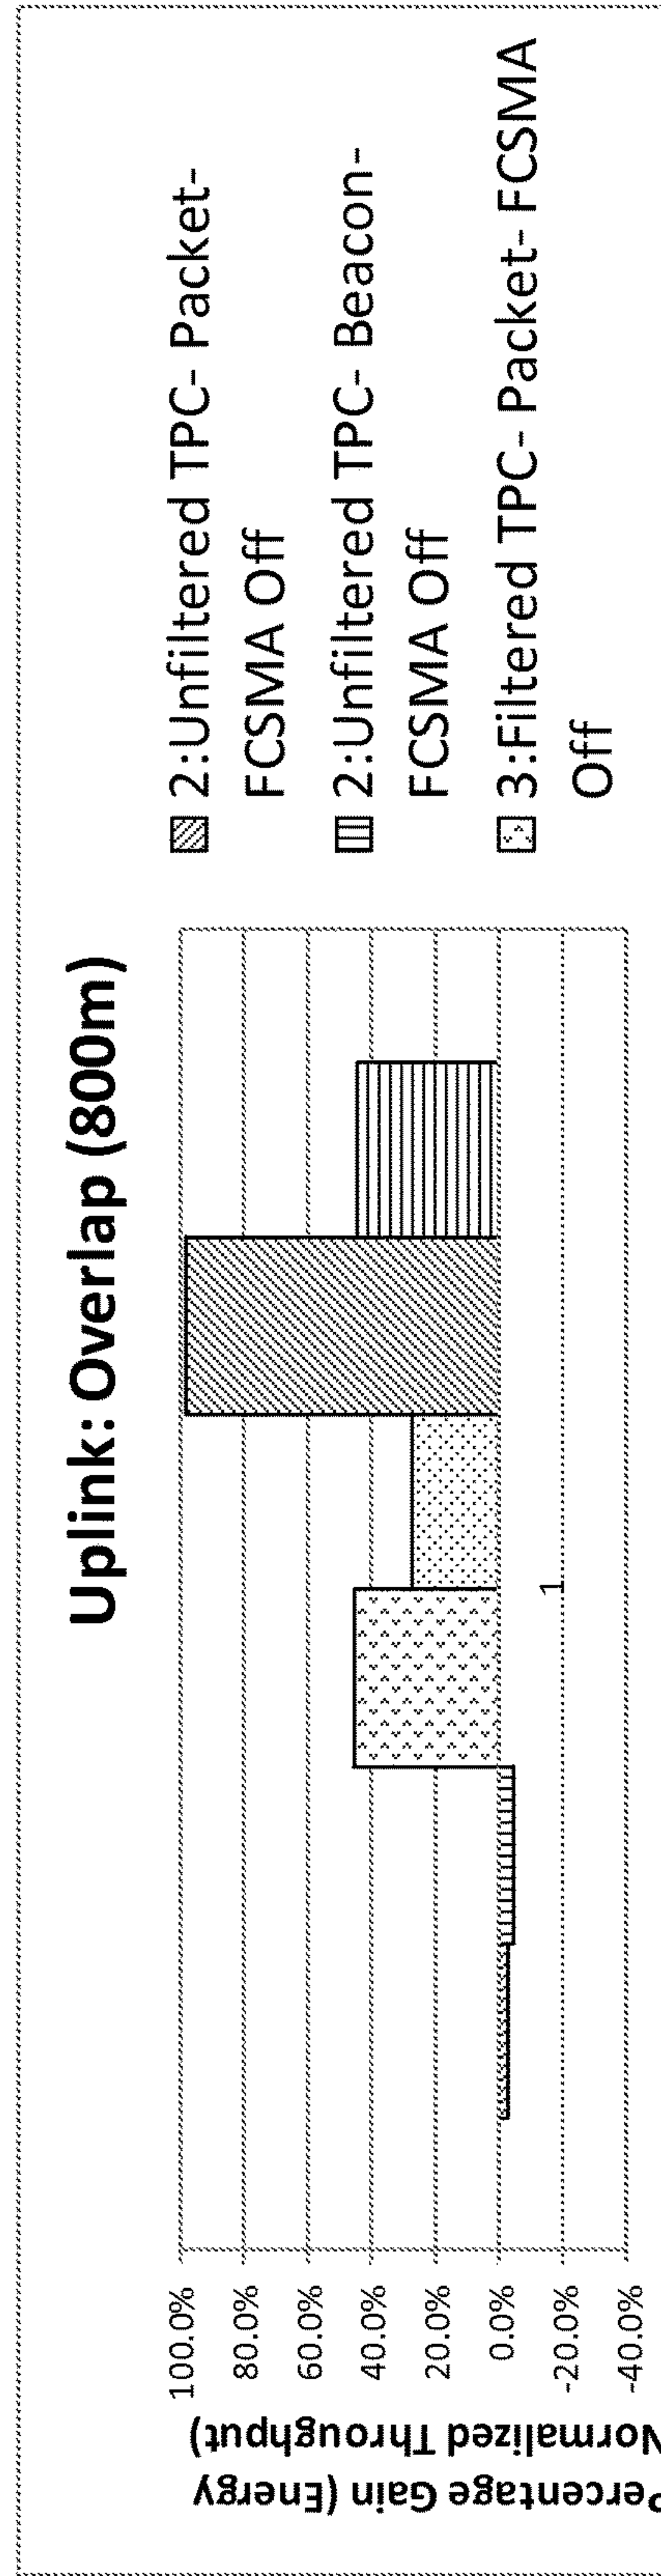 Uplink: Overlap (800m)
Percentage Gain (Energy
Normalized Throughput)
100.0%
80.0%
60.0%
40.0%
20.0%
0.0%
-20.0%
-40.0%
1
2:Unfiltered TPC- Packet-
FCSMA Off
2:Unfiltered TPC- Beacon-
FCSMA Off
3:Filtered TPC- Packet- FCSMA
Off